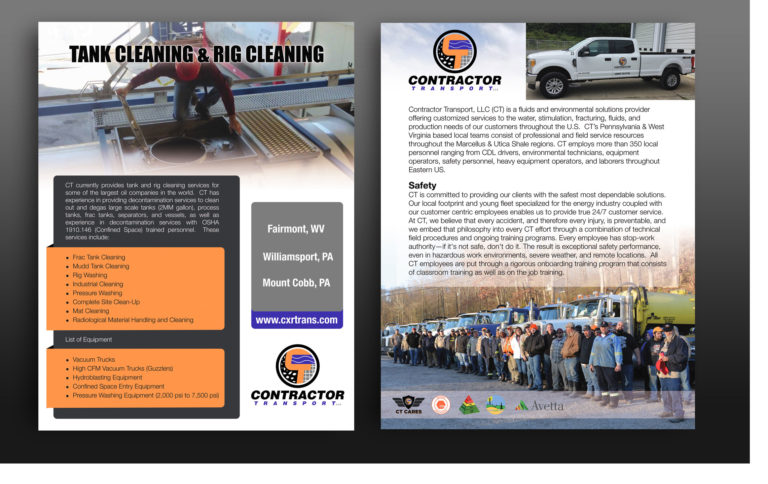 TANK CLEANING & RIG CLEANING
CT currently provides tank and rig cleaning services for
some of the largest oil companies in the world. CT has
experience in providing decontamination services to clean
out and degas large scale tanks (2MM gallon), process
tanks, frac tanks, separators, and vessels, as well as
experience in decontamination services with OSHA
1910.146 (Confined Space) trained personnel. These
services include:
• Frac Tank Cleaning
• Mudd Tank Cleaning
• Rig Washing
• Industrial Cleaning
• Pressure Washing
• Complete Site Clean-Up
• Mat Cleaning
• Radiological Material Handling and Cleaning
List of Equipment
• Vacuum Trucks
• High CFM Vacuum Trucks (Guzzlers)
• Hydroblasting Equipment
• Confined Space Entry Equipment
• Pressure Washing Equipment (2,000 psi to 7,500 psi)
Fairmont, WV
Williamsport, PA
Mount Cobb, PA
www.cxrtrans.com
CONTRACTOR
TRANSPORT
CONTRACTOR
TRANSPORT
Contractor Transport, LLC (CT) is a fluids and environmental solutions provider
offering customized services to the water, stimulation, fracturing, fluids, and
production needs of our customers throughout the U.S. CT's Pennsylvania & West
Virginia based local teams consist of professional and field service resources
throughout the Marcellus & Utica Shale regions. CT employs more than 350 local
personnel ranging from CDL drivers, environmental technicians, equipment
operators, safety personnel, heavy equipment operators, and laborers throughout
Eastern US.
Safety
CT is committed to providing our clients with the safest most dependable solutions.
Our local footprint and young fleet specialized for the energy industry coupled with
our customer centric employees enables us to provide true 24/7 customer service.
At CT, we believe that every accident, and therefore every injury, is preventable, and
we embed that philosophy into every CT effort through a combination of technical
field procedures and ongoing training programs. Every employee has stop-work
authority—if it's not safe, don't do it. The result is exceptional safety performance,
even in hazardous work environments, severe weather, and remote locations. All
CT employees are put through a rigorous onboarding training program that consists
of classroom training as well as on the job training.
CT CARES
Avetta